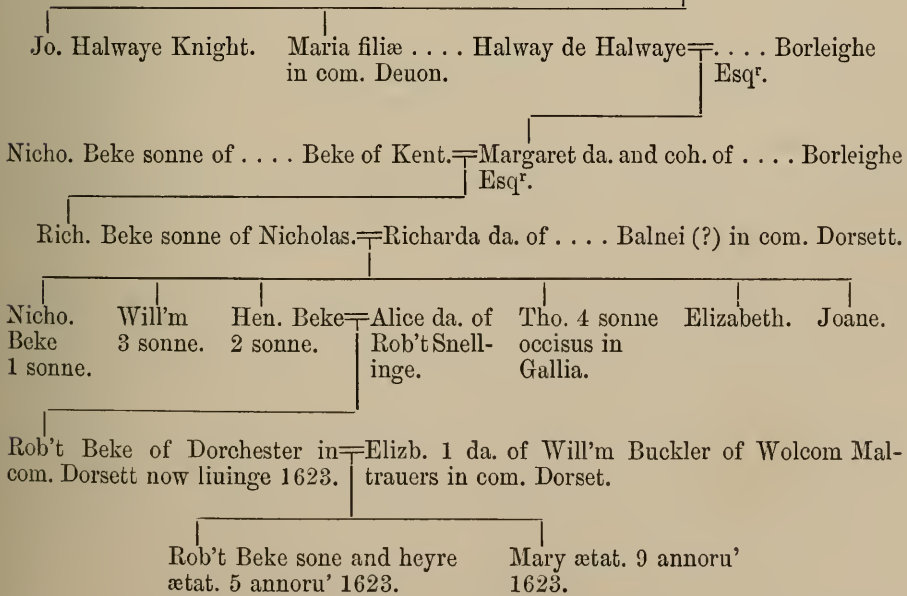 Jo. Halwaye Knight.
Maria filiæ . . . . Halway de Halwaye . . . . Borleighe
in com. Deuon.
Esqr.
Nicho. Beke sonne of . . . . Beke of Kent. Margaret da. and coh. of . . . . Borleighe
Esqr.
Rich. Beke sonne of Nicholas. Richarda da. of . . . . Balnei (?) in com. Dorsett.
Nicho.
Beke
1 sonne.
Will'm
3 sonne.
Hen. Beke
2 sonne.
Alice da. of
Rob't Snell-
inge.
Tho. 4 sonne
occisus in
Gallia.
Elizabeth.
Joane.
Rob't Beke of Dorchester in
com. Dorsett now liuinge 1623.
Elizb. 1 da. of Will'm Buckler of Wolcom Mal-
trauers in com. Dorset.
Rob't Beke sone and heyre
ætat. 5 annoru' 1623.
Mary ætat. 9 annoru'
1623.